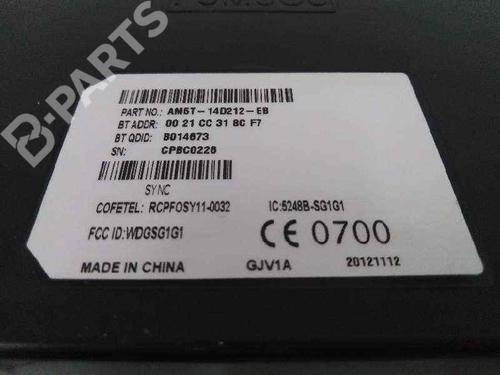 B-PARTS
PART NO.: AM5T-14D212-EB
BT ADDR: 00 21 CC 31 8C F7
BT QDID: B014673
SN: CPBC0226
SYNC
COFETEL: RCPFOSY11-0032 IC:5248B-SG1G1
FCC ID:WDGSG1G1 CE 0700
MADE IN CHINA GJV1A 20121112